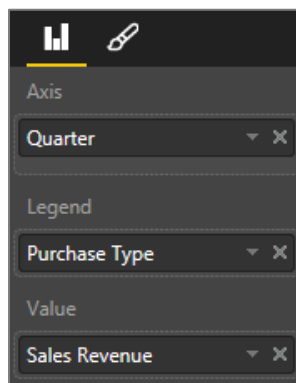 Axis
Quarter
Legend
Purchase Type
Value
Sales Revenue